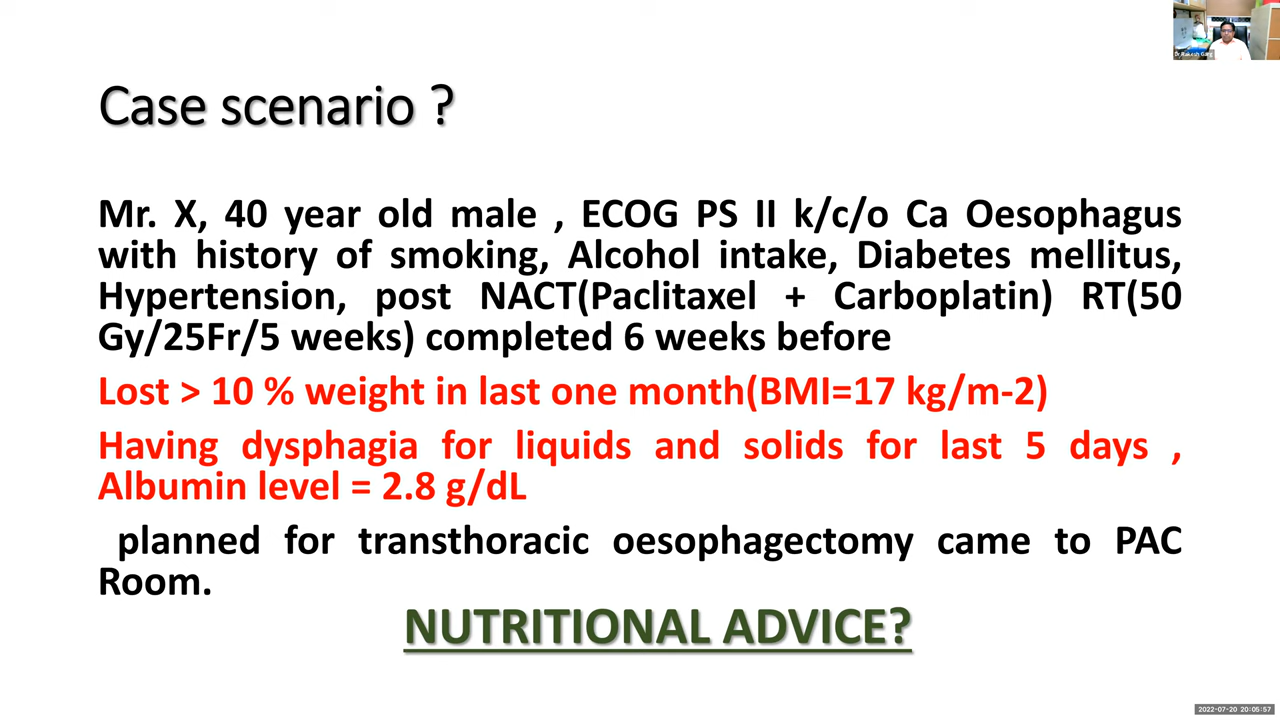 Dr Rakesh Garg
Case scenario ?
Mr. X, 40 year old male , ECOG PS II k/c/o Ca Oesophagus
with history of smoking, Alcohol intake, Diabetes mellitus,
Hypertension, post NACT(Paclitaxel + Carboplatin) RT(50
Gy/25Fr/5 weeks) completed 6 weeks before
Lost > 10 % weight in last one month(BMI=17 kg/m-2)
Having dysphagia for liquids and solids for last 5 days ,
Albumin level = 2.8 g/dL
planned for transthoracic oesophagectomy came to PAC
Room.
NUTRITIONAL ADVICE?
2022-07-20 20:05:57